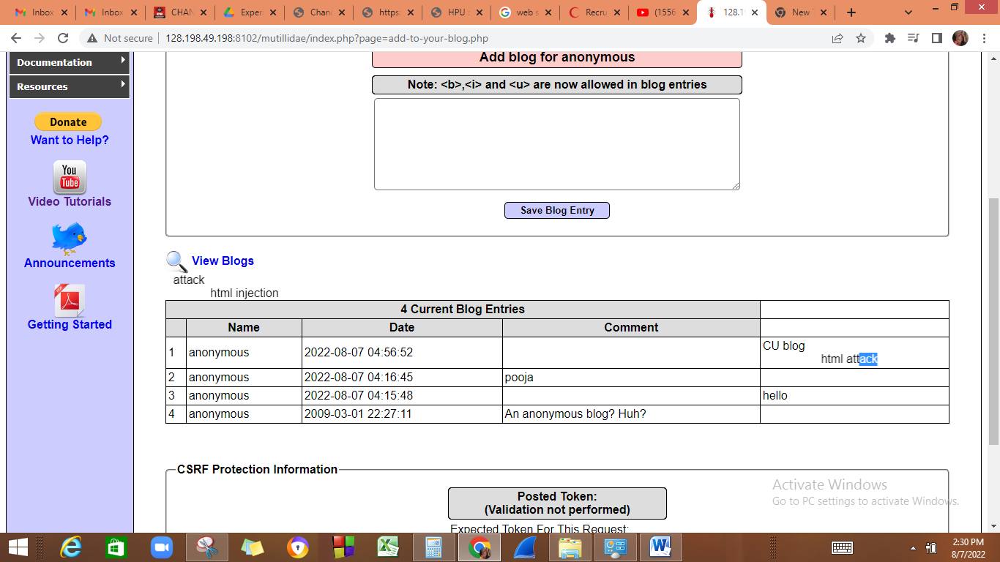 Inbox
Inbox
CHAN
Exper
Chanc
https:
HPU
web s
Recru
(1556
128.1
New T
Not secure
128.198.49.198:8102/mutillidae/index.php?page=add-to-your-blog.php
Documentation
Resources
Donate
Want to Help?
You
Tube
Video Tutorials
Announcements
Getting Started
Add blog for anonymous
Note: <b>,<i> and <u> are now allowed in blog entries
Save Blog Entry
View Blogs
attack
html injection
4 Current Blog Entries
Name Date Comment
1 anonymous 2022-08-07 04:56:52 CU blog
html attack
2 anonymous 2022-08-07 04:16:45 pooja
3 anonymous 2022-08-07 04:15:48 hello
4 anonymous 2009-03-01 22:27:11 An anonymous blog? Huh?
CSRF Protection Information
Posted Token:
(Validation not performed)
Expected Token For This Request:
Activate Windows
Go to PC settings to activate Windows.
2:30 PM
8/7/2022